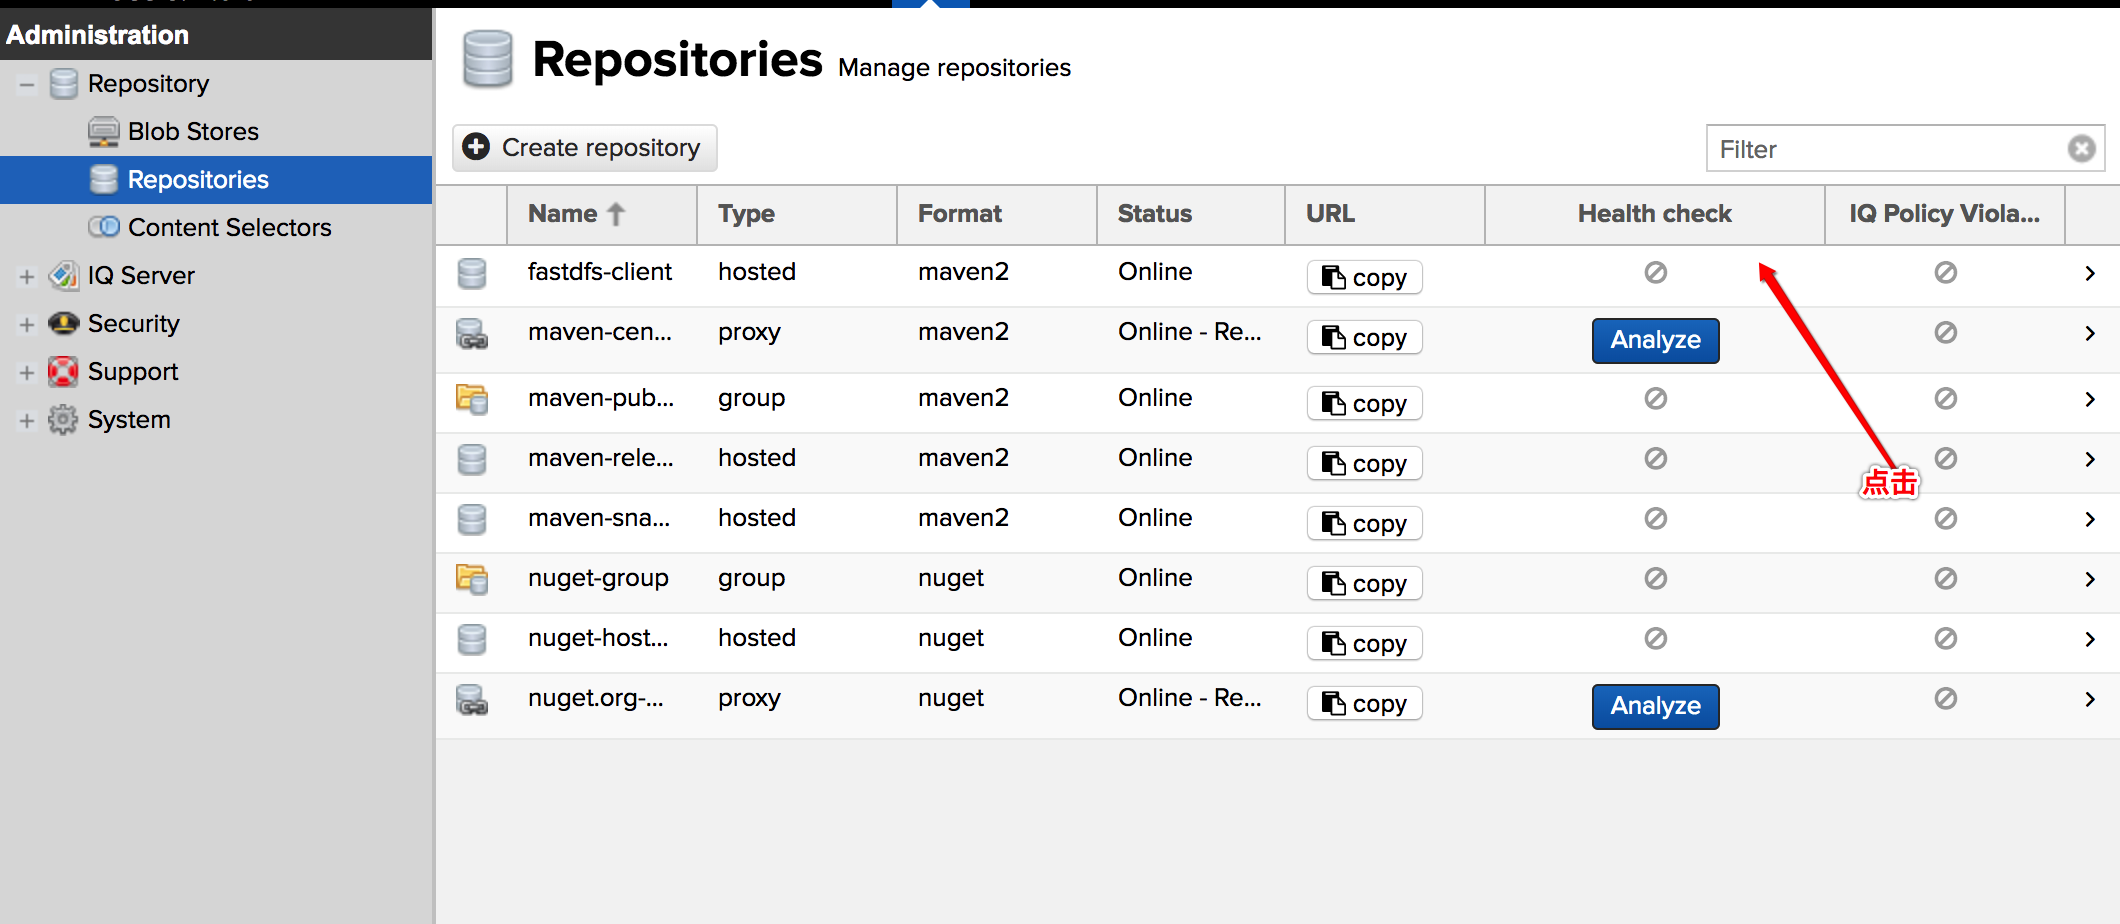 Administration
Repository
Blob Stores
Repositories
Content Selectors
IQ Server
Security
Support
System
Repositories Manage repositories
Create repository
Filter
Name Type Format Status URL Health check IQ Policy Viola...
fastdfs-client hosted maven2 Online copy
maven-cen... proxy maven2 Online - Re... copy Analyze
maven-pub... group maven2 Online copy
maven-rele... hosted maven2 Online copy
点击
maven-sna... hosted maven2 Online copy
nuget-group group nuget Online copy
nuget-host... hosted nuget Online copy
nuget.org-... proxy nuget Online - Re... copy Analyze